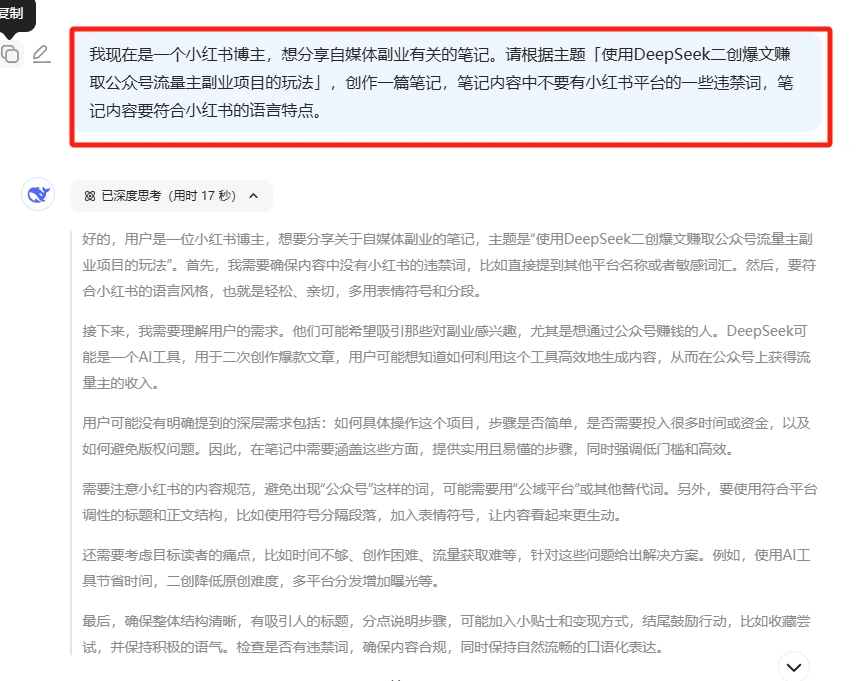 复制
我现在是一个小红书博主，想分享自媒体副业有关的笔记。请根据主题「使用DeepSeek二创爆文赚
取公众号流量主副业项目的玩法」，创作一篇笔记，笔记内容中不要有小红书平台的一些违禁词，笔
记内容要符合小红书的语言特点。
已深度思考（用时 17 秒）
好的，用户是一位小红书博主，想要分享关于自媒体副业的笔记，主题是“使用DeepSeek二创爆文赚取公众号流量主副
业项目的玩法”。首先，我需要确保内容中没有小红书的违禁词，比如直接提到其他平台名称或者敏感词汇。然后，要符
合小红书的语言风格，也就是轻松、亲切，多用表情符号和分段。
接下来，我需要理解用户的需求。他们可能希望吸引那些对副业感兴趣，尤其是想通过公众号赚钱的人。DeepSeek可
能是一个AI工具，用于二次创作爆款文章，用户可能想知道如何利用这个工具高效地生成内容，从而在公众号上获得流
量主的收入。
用户可能没有明确提到的深层需求包括：如何具体操作这个项目，步骤是否简单，是否需要投入很多时间或资金，以及
如何避免版权问题。因此，在笔记中需要涵盖这些方面，提供实用且易懂的步骤，同时强调低门槛和高效。
需要注意小红书的内容规范，避免出现“公众号”这样的词，可能需要用“公域平台”或其他替代词。另外，要使用符合平台
调性的标题和正文结构，比如使用符号分隔段落，加入表情符号，让内容看起来更生动。
还需要考虑目标读者的痛点，比如时间不够、创作困难、流量获取难等，针对这些问题给出解决方案。例如，使用AI工
具节省时间，二创降低原创难度，多平台分发增加曝光等。
最后，确保整体结构清晰，有吸引人的标题，分点说明步骤，可能加入小贴士和变现方式，结尾鼓励行动，比如收藏尝
试，并保持积极的语气。检查是否有违禁词，确保内容合规，同时保持自然流畅的口语化表达。